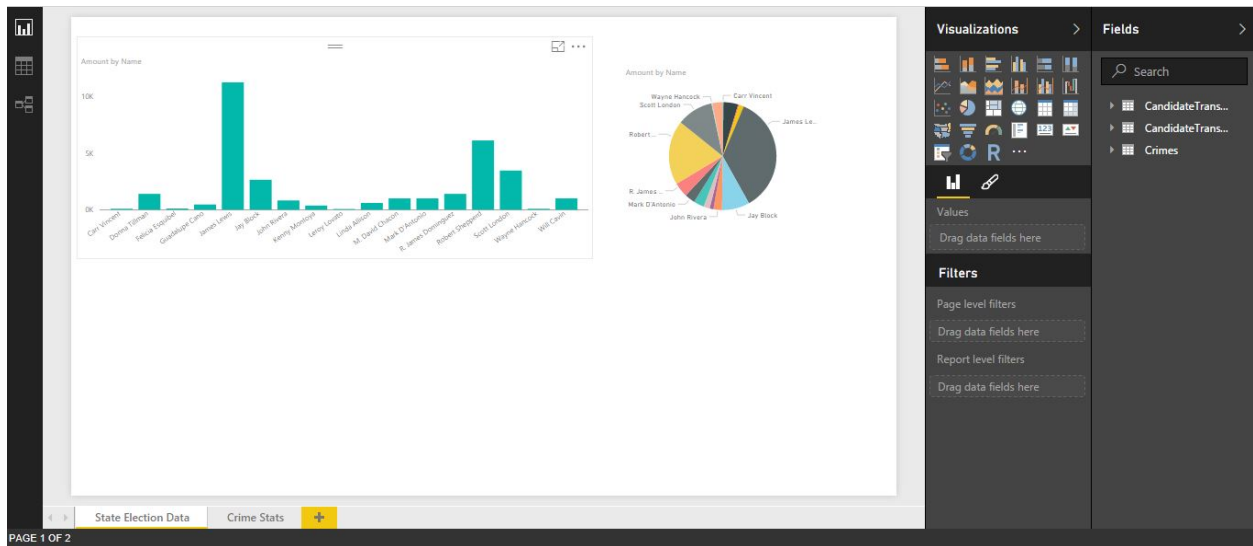 Amount by Name
10K
5K
0K
Carr Vincent
Donna Tillman
Felicia Esquibel
Guadalupe Cano
James Lewis
Jay Block
John Rivera
Kenny Montoya
Leroy Lovato
Linda Allison
M. David Chacon
Mark D'Antonio
R. James Dominguez
Robert Sheppard
Scott London
Wayne Hancock
Will Cavin
Amount by Name
Wayne Hancock
Carr Vincent
Scott London
James Le..
Robert...
R. James ..
Mark D'Antonio
John Rivera
Jay Block
Visualizations
R
123
Values
Drag data fields here
Filters
Page level filters
Drag data fields here
Report level filters
Drag data fields here
Fields
Search
CandidateTrans...
CandidateTrans...
Crimes
State Election Data
Crime Stats
PAGE 1 OF 2